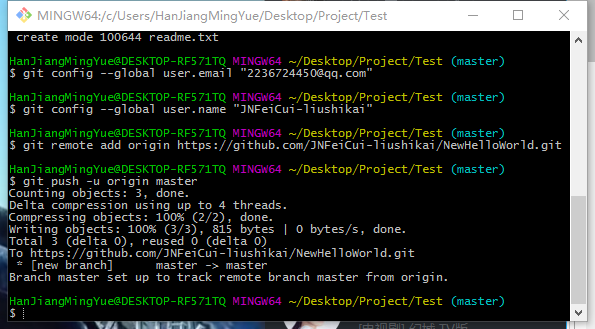 MINGW64:/c/Users/HanJiangMingYue/Desktop/Project/Test
create mode 100644 readme.txt
HanJiangMingYue@DESKTOP-RF571TQ MINGW64 ~/Desktop/Project/Test (master)
$ git config --global user.email "2236724450@qq.com"
HanJiangMingYue@DESKTOP-RF571TQ MINGW64 ~/Desktop/Project/Test (master)
$ git config --global user.name "JNFeiCui-liushikai"
HanJiangMingYue@DESKTOP-RF571TQ MINGW64 ~/Desktop/Project/Test (master)
$ git remote add origin https://github.com/JNFeiCui-liushikai/NewHelloWorld.git
HanJiangMingYue@DESKTOP-RF571TQ MINGW64 ~/Desktop/Project/Test (master)
$ git push -u origin master
Counting objects: 3, done.
Delta compression using up to 4 threads.
Compressing objects: 100% (2/2), done.
Writing objects: 100% (3/3), 815 bytes | 0 bytes/s, done.
Total 3 (delta 0), reused 0 (delta 0)
To https://github.com/JNFeiCui-liushikai/NewHelloWorld.git
 * [new branch]      master -> master
Branch master set up to track remote branch master from origin.
HanJiangMingYue@DESKTOP-RF571TQ MINGW64 ~/Desktop/Project/Test (master)
$